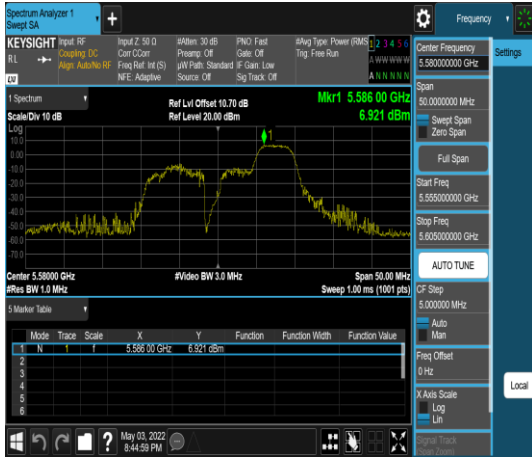 Spectrum Analyzer 1
Swept SA
Frequency
KEYSIGHT
Input: RF
Input Z: 50 Ω
#Atten: 30 dB
PNO: Fast
#Avg Type: Power (RMS
1 2 3 4 5 6
RL
Coupling: DC
Corr CCorr
Preamp: Off
Gate: Off
Trig: Free Run
A WW WW W
Align: Auto/No RF
Freq Ref: Int (S)
µW Path: Standard
IF Gain: Low
NFE: Adaptive
Source: Off
Sig Track: Off
A N N N N N
LXI
1 Spectrum
Scale/Div 10 dB
Ref Lvl Offset 10.70 dB
Ref Level 20.00 dBm
Mkr1 5.586 00 GHz
6.921 dBm
Log
10.0
0.00
-10.0
-20.0
-30.0
-40.0
-50.0
-60.0
-70.0
1
Center 5.58000 GHz
#Video BW 3.0 MHz
Span 50.00 MHz
#Res BW 1.0 MHz
Sweep 1.00 ms (1001 pts)
5 Marker Table
Mode Trace Scale X Y Function Function Width Function Value
1 N 1 f 5.586 00 GHz 6.921 dBm
2
3
4
5
6
May 03, 2022
8:44:59 PM
Center Frequency
5.580000000 GHz
Settings
Span
50.0000000 MHz
Swept Span
Zero Span
Full Span
Start Freq
5.555000000 GHz
Stop Freq
5.605000000 GHz
AUTO TUNE
CF Step
5.000000 MHz
Auto
Man
Freq Offset
0 Hz
X Axis Scale
Log
Lin
Local
Signal Track
(Span Zoom)